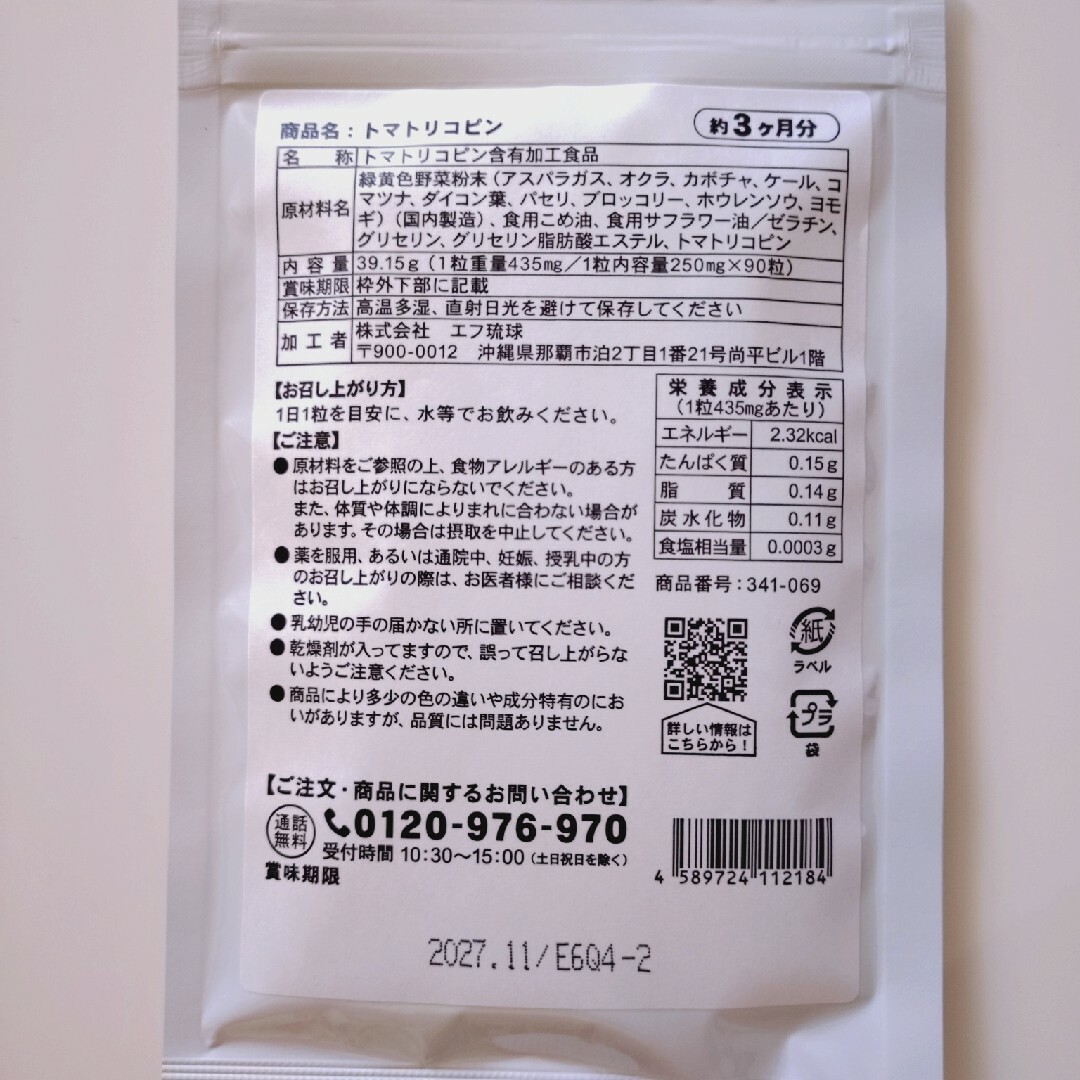 商品名：トマトリコピン
約3ヶ月分
名 称 トマトリコピン含有加工食品
原材料名 緑黄色野菜粉末（アスパラガス、オクラ、カボチャ、ケール、コ
マツナ、ダイコン葉、パセリ、ブロッコリー、ホウレンソウ、ヨモ
ギ）（国内製造）、食用こめ油、食用サフラワー油／ゼラチン、
グリセリン、グリセリン脂肪酸エステル、トマトリコピン
内容量 39.15g（1粒重量435mg／1粒内容量250mg×90粒）
賞味期限 枠外下部に記載
保存方法 高温多湿、直射日光を避けて保存してください
加工者 株式会社 エフ琉球
〒900-0012 沖縄県那覇市泊2丁目1番21号尚平ビル1階
【お召し上がり方】
1日1粒を目安に、水等でお飲みください。
【ご注意】
●原材料をご参照の上、食物アレルギーのある方
はお召し上がりにならないでください。
また、体質や体調によりまれに合わない場合が
あります。その場合は摂取を中止してください。
●薬を服用、あるいは通院中、妊娠、授乳中の方
のお召し上がりの際は、お医者様にご相談くだ
さい。
●乳幼児の手の届かない所に置いてください。
●乾燥剤が入ってますので、誤って召し上がらな
いようご注意ください。
●商品により多少の色の違いや成分特有のにお
いがありますが、品質には問題ありません。
栄養成分表示
（1粒435mgあたり）
エネルギー 2.32kcal
たんぱく質 0.15g
脂 質 0.14g
炭水化物 0.11g
食塩相当量 0.0003g
商品番号：341-069
紙
ラベル
プラ
袋
詳しい情報は
こちらから！
【ご注文・商品に関するお問い合わせ】
通話
無料
0120-976-970
受付時間 10:30～15:00（土日祝日を除く）
賞味期限
4 589724 112184
2027.11/E6Q4-2